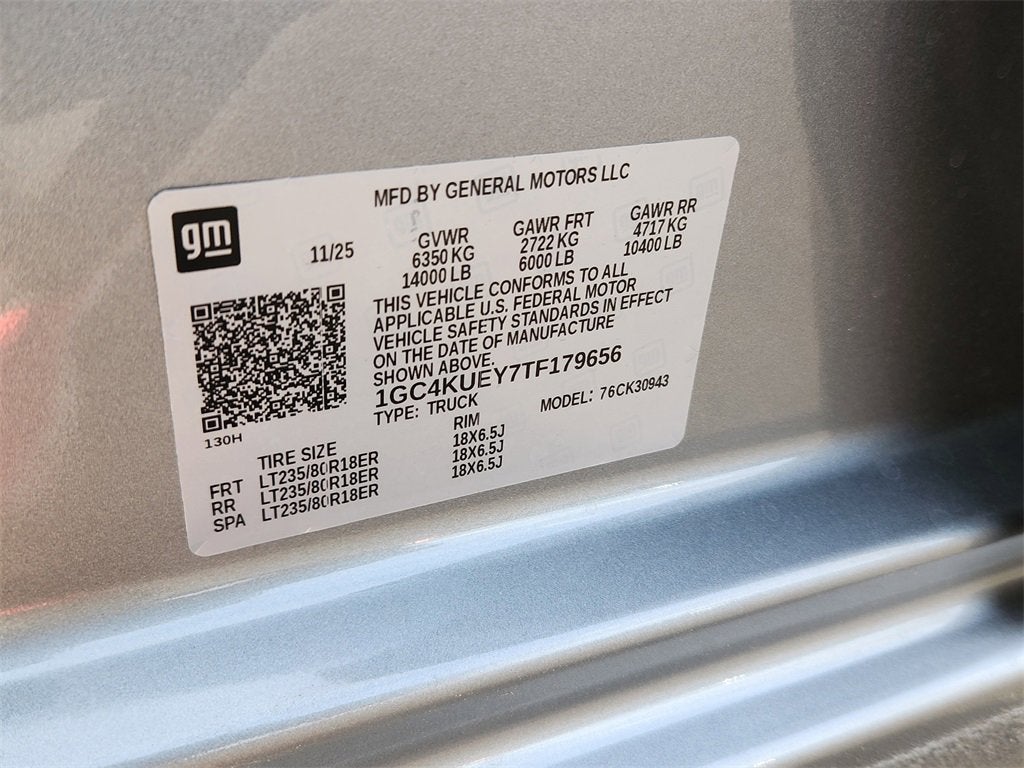 MFD BY GENERAL MOTORS LLC
gm
11/25
GVWR GAWR FRT GAWR RR
6350 KG 2722 KG 4717 KG
14000 LB 6000 LB 10400 LB
THIS VEHICLE CONFORMS TO ALL
APPLICABLE U.S. FEDERAL MOTOR
VEHICLE SAFETY STANDARDS IN EFFECT
ON THE DATE OF MANUFACTURE
SHOWN ABOVE.
1GC4KUEY7TF179656
TYPE: TRUCK MODEL: 76CK30943
130H
TIRE SIZE RIM
FRT LT235/80R18ER 18X6.5J
RR LT235/80R18ER 18X6.5J
SPA LT235/80R18ER 18X6.5J